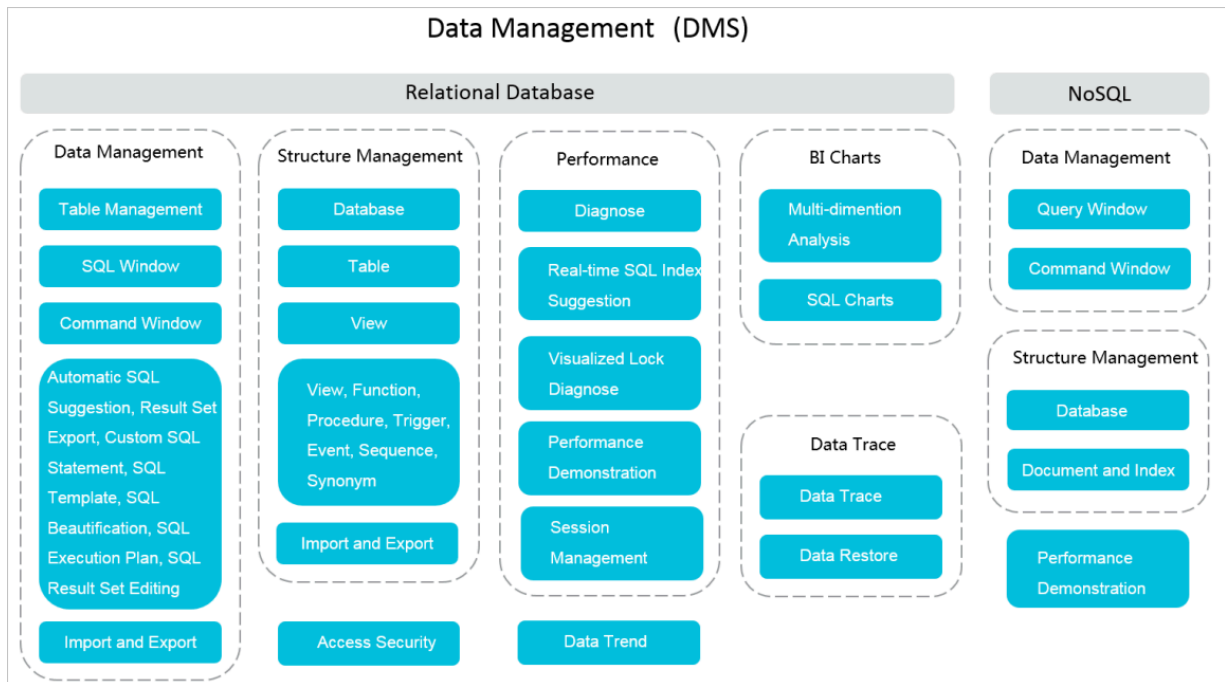 Data Management (DMS)
Relational Database
Data Management
Table Management
SQL Window
Command Window
Automatic SQL
Suggestion, Result Set
Export, Custom SQL
Statement, SQL
Template, SQL
Beautification, SQL
Execution Plan, SQL
Result Set Editing
Import and Export
Structure Management
Database
Table
View
View, Function,
Procedure, Trigger,
Event, Sequence,
Synonym
Import and Export
Access Security
Performance
Diagnose
Real-time SQL Index
Suggestion
Visualized Lock
Diagnose
Performance
Demonstration
Session
Management
Data Trend
BI Charts
Multi-dimention
Analysis
SQL Charts
Data Trace
Data Trace
Data Restore
NoSQL
Data Management
Query Window
Command Window
Structure Management
Database
Document and Index
Performance
Demonstration